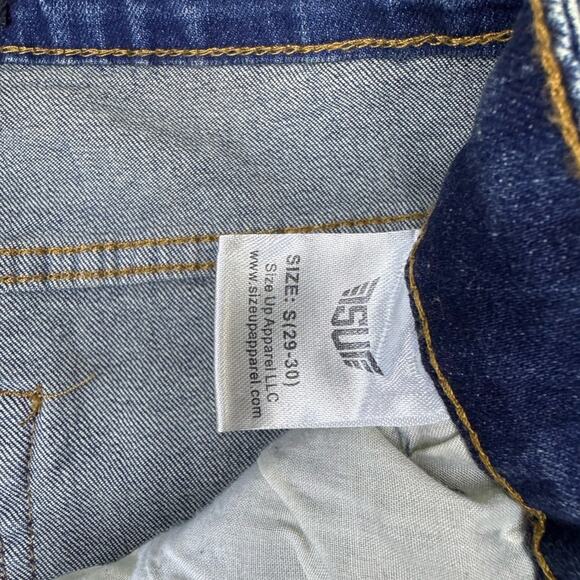 SIZE: S(29-30)
Size Up Apparel LLC
www.sizeupapparel.com